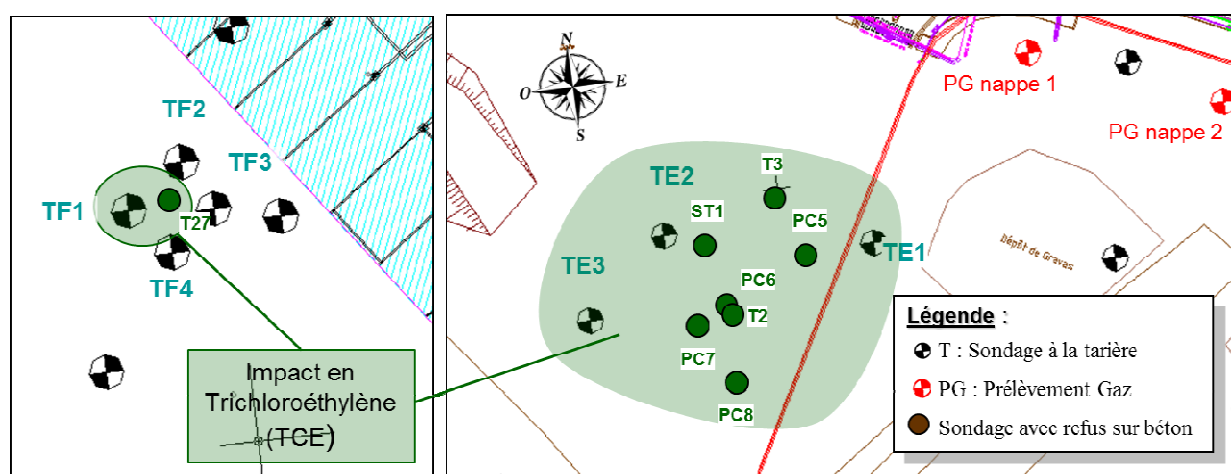 TF2
TF3
TF1
T27
TF4
Impact en
Trichloroéthylène
(TCE)
N
O
E
S
PG nappe 1
PG nappe 2
TE2
T3
ST1
PC5
TE1
TE3
PC6
T2
PC7
PC8
Dépôt de Gravas
Légende :
T : Sondage à la tarière
PG : Prélèvement Gaz
Sondage avec refus sur béton